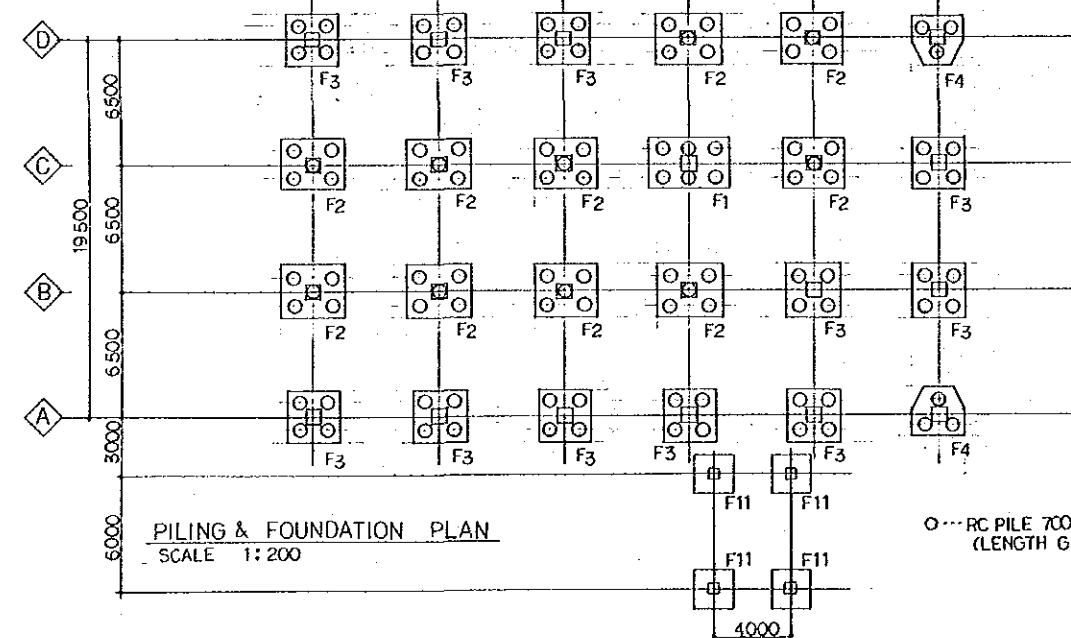 D
F3 F3 F3 F2 F2 F4
6500
C
F2 F2 F2 F1 F2 F3
19500
6500
B
F2 F2 F2 F2 F3 F3
6500
A
F3 F3 F3 F3 F3 F4
3000
F11 F11
PILING & FOUNDATION PLAN
SCALE 1:200
○···RC PILE 700
(LENGTH G
6000
F11 F11
4000